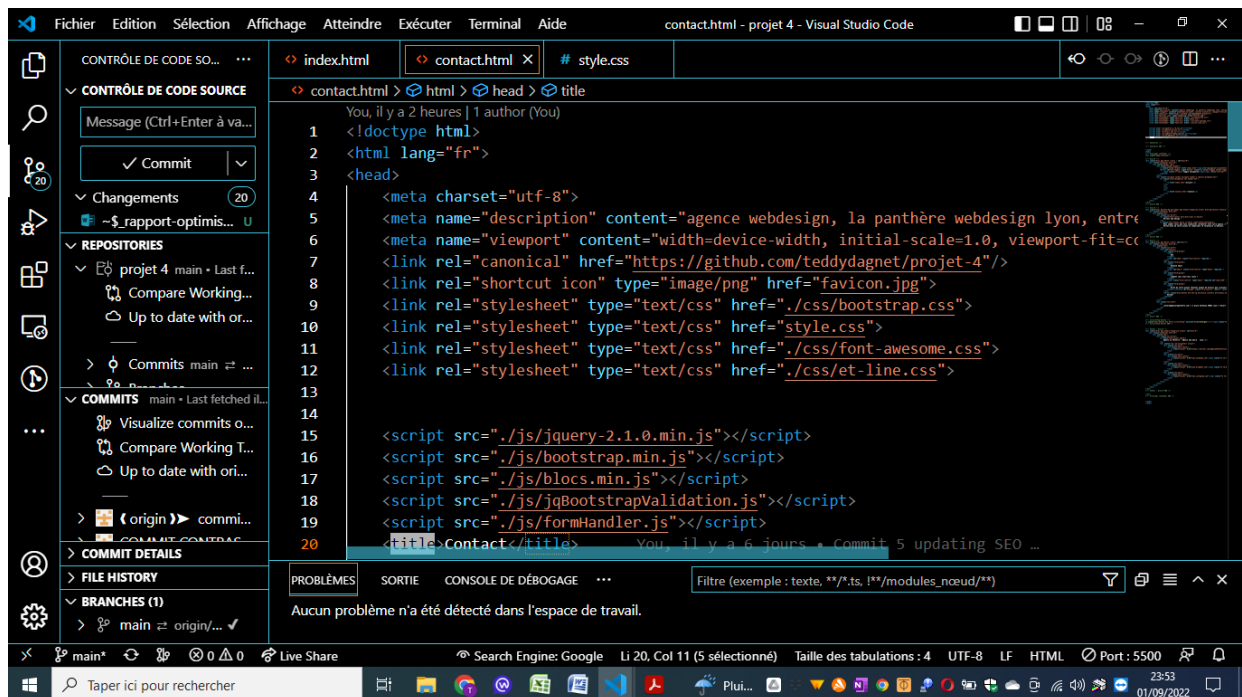 Fichier Edition Sélection Affichage Atteindre Exécuter Terminal Aide contact.html - projet 4 - Visual Studio Code
CONTRÔLE DE CODE SO... ···
CONTRÔLE DE CODE SOURCE
Message (Ctrl+Enter à va...
Commit
Changements 20
~$_rapport-optimis... U
REPOSITORIES
projet 4 main • Last f...
Compare Working...
Up to date with or...
Commits main ⇄ ...
COMMITS main • Last fetched il...
Visualize commits o...
Compare Working T...
Up to date with ori...
origin commi...
COMMIT DETAILS
FILE HISTORY
BRANCHES (1)
main ⇄ origin/... ✓
20
index.html contact.html # style.css
contact.html > html > head > title
You, il y a 2 heures | 1 author (You)
1 <!doctype html>
2 <html lang="fr">
3 <head>
4 <meta charset="utf-8">
5 <meta name="description" content="agence webdesign, la panthère webdesign lyon, entre
6 <meta name="viewport" content="width=device-width, initial-scale=1.0, viewport-fit=co
7 <link rel="canonical" href="https://github.com/teddydagnet/projet-4"/>
8 <link rel="shortcut icon" type="image/png" href="favicon.jpg">
9 <link rel="stylesheet" type="text/css" href="./css/bootstrap.css">
10 <link rel="stylesheet" type="text/css" href="style.css">
11 <link rel="stylesheet" type="text/css" href="./css/font-awesome.css">
12 <link rel="stylesheet" type="text/css" href="./css/et-line.css">
13
14
15 <script src="./js/jquery-2.1.0.min.js"></script>
16 <script src="./js/bootstrap.min.js"></script>
17 <script src="./js/blocs.min.js"></script>
18 <script src="./js/jqBootstrapValidation.js"></script>
19 <script src="./js/formHandler.js"></script>
20 <title>Contact</title> You, il y a 6 jours • Commit 5 updating SEO …
PROBLÈMES SORTIE CONSOLE DE DÉBOGAGE ··· Filtre (exemple : texte, **/*.ts, !**/modules_nœud/**)
Aucun problème n'a été détecté dans l'espace de travail.
main* 0 0 Live Share Search Engine: Google Li 20, Col 11 (5 sélectionné) Taille des tabulations : 4 UTF-8 LF HTML Port : 5500
Taper ici pour rechercher Plui... 23:53
01/09/2022